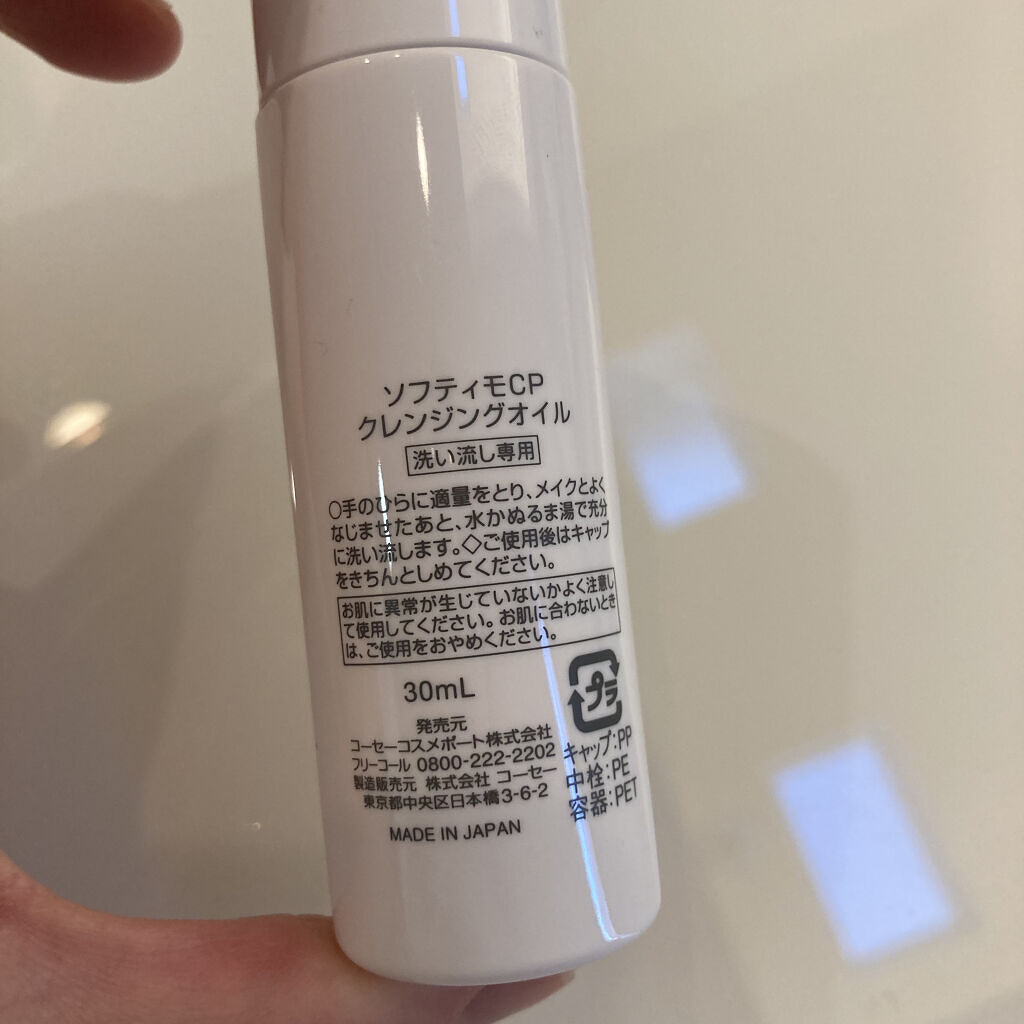 ソフティモCP
クレンジングオイル
洗い流し専用
○手のひらに適量をとり、メイクとよく
なじませたあと、水かぬるま湯で充分
に洗い流します。◇ご使用後はキャップ
をきちんとしめてください。
お肌に異常が生じていないかよく注意し
て使用してください。お肌に合わないとき
は、ご使用をおやめください。
30mL
発売元
コーセーコスメポート株式会社
フリーコール 0800-222-2202
製造販売元 株式会社 コーセー
東京都中央区日本橋3-6-2
MADE IN JAPAN
プラ
キャップ:PP
中栓:PE
容器:PET